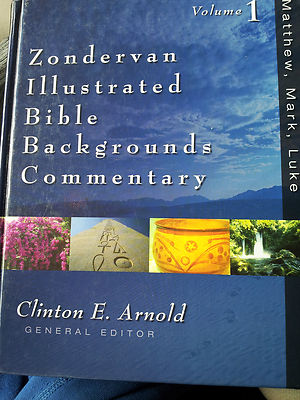 Volume 1
Zondervan
Illustrated
Bible
Backgrounds
Commentary
Matthew, Mark, Luke
Clinton E. Arnold
GENERAL EDITOR